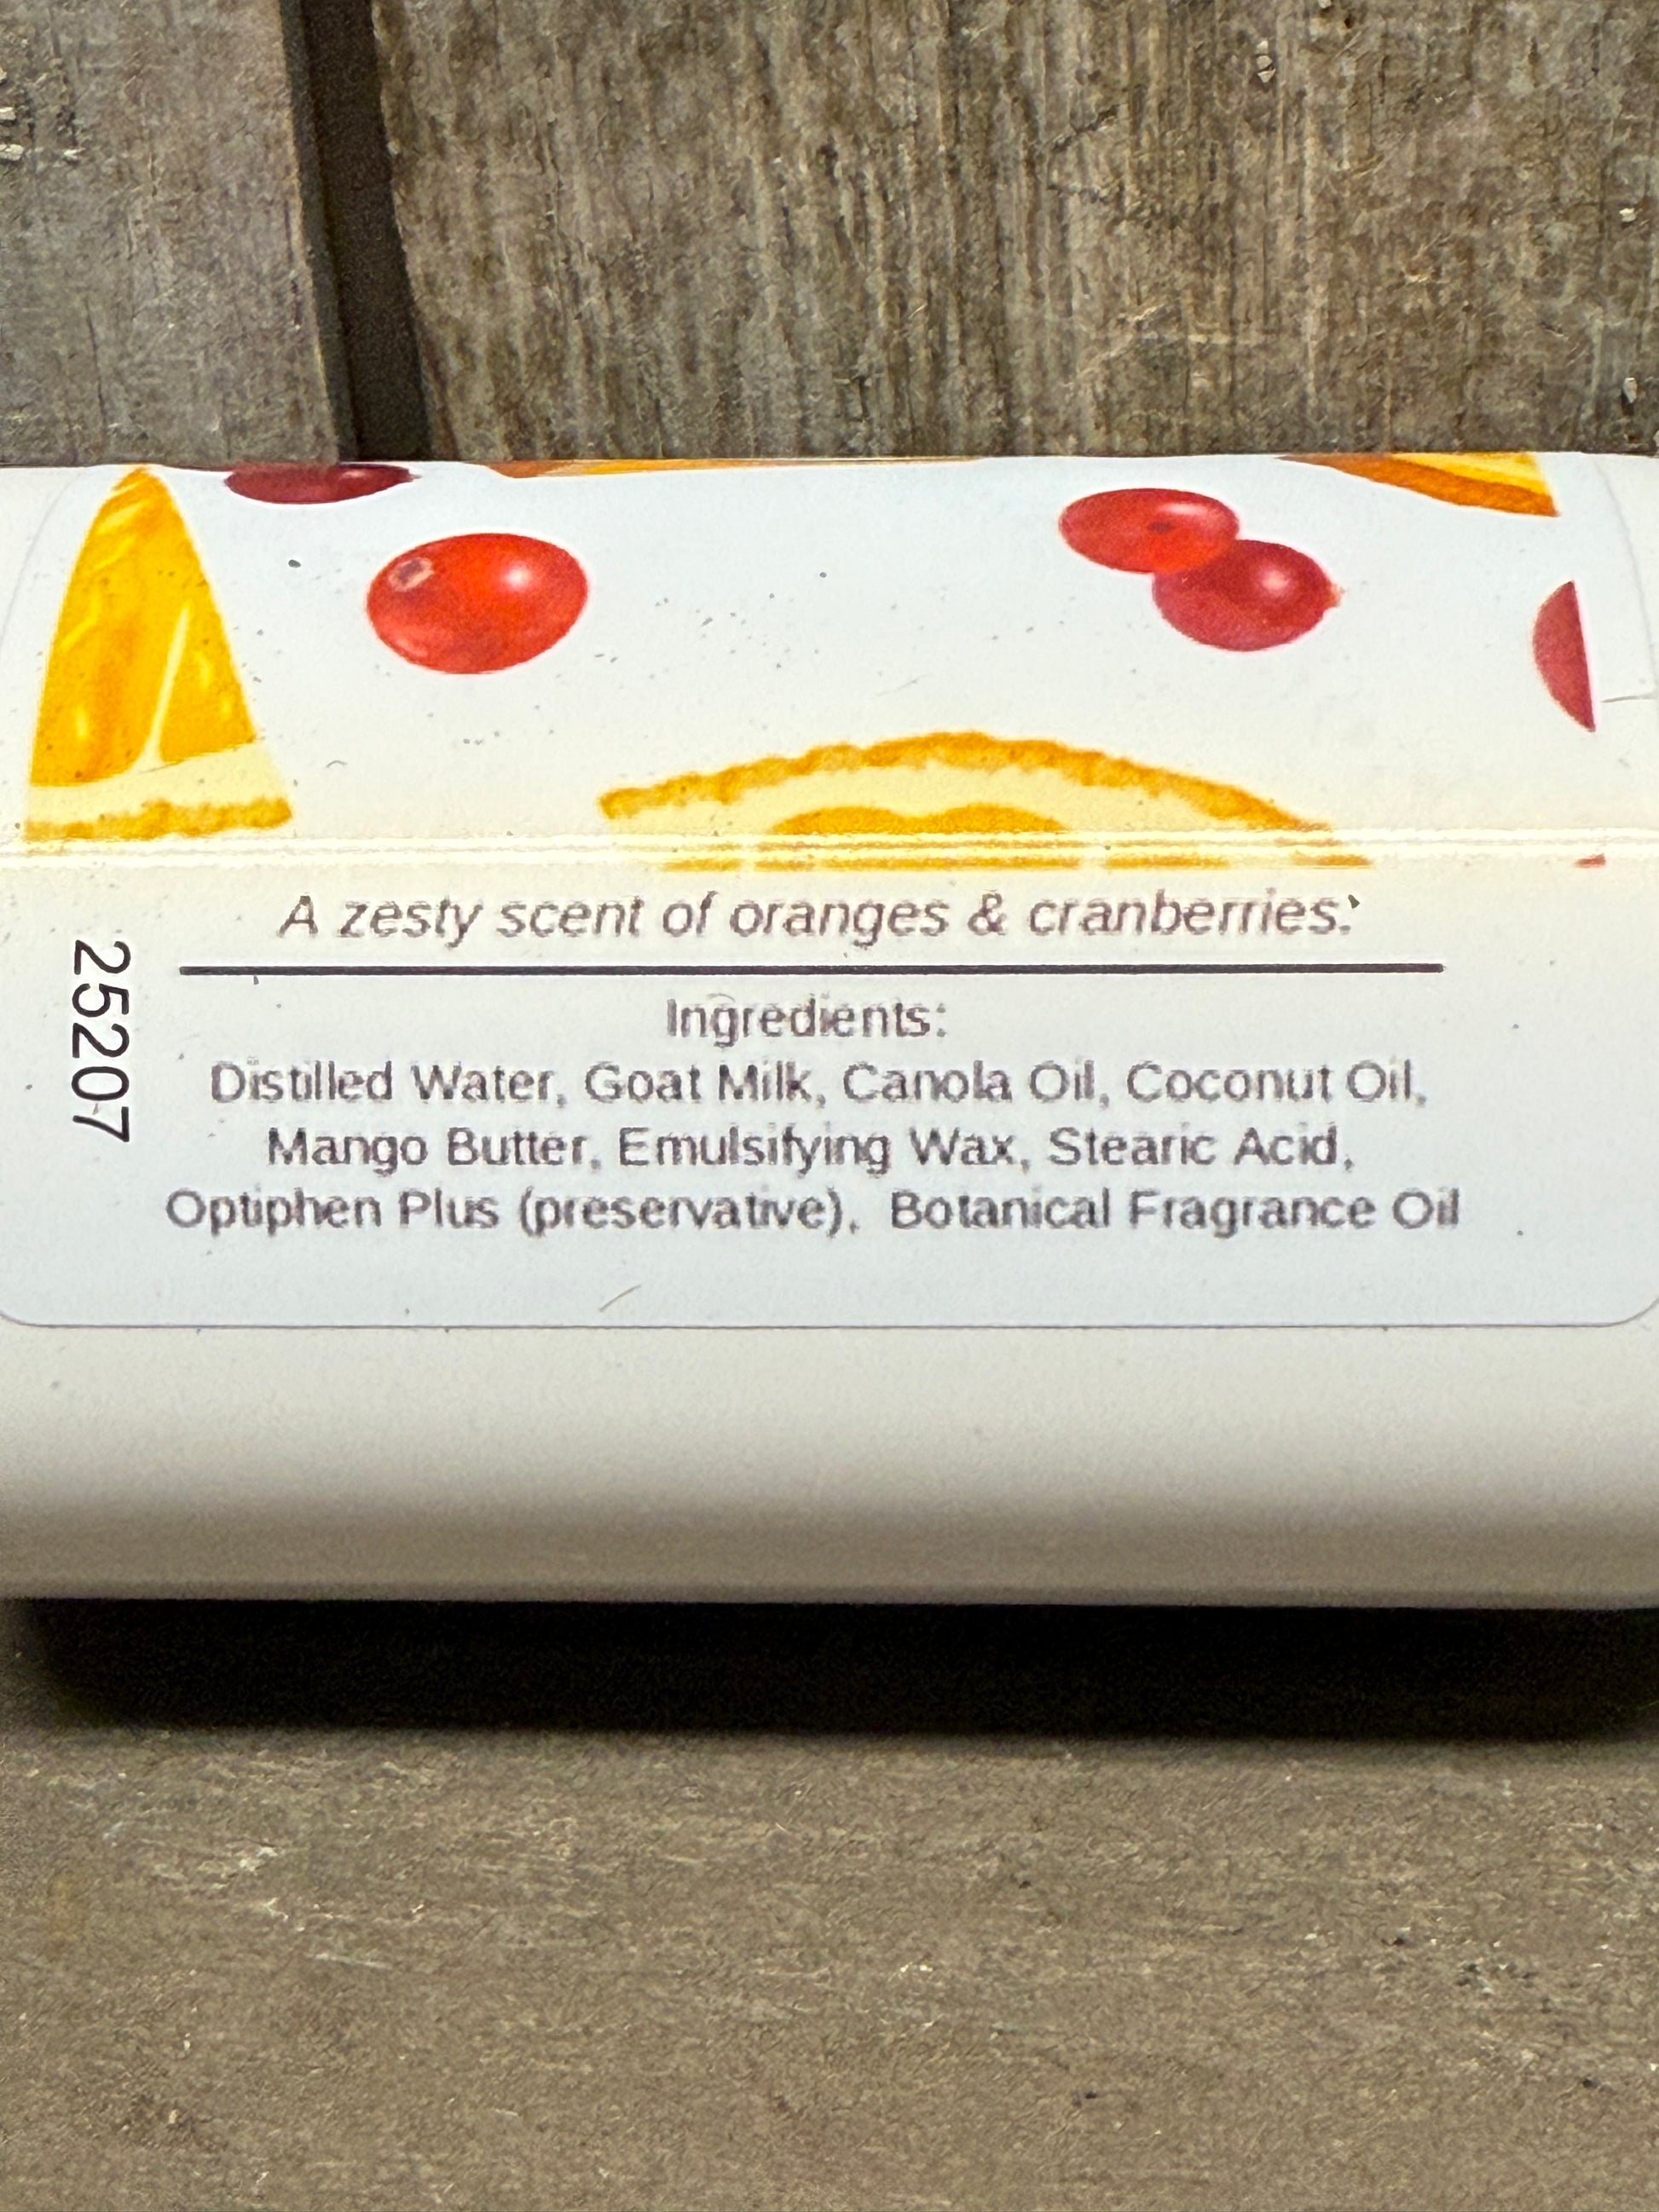 A zesty scent of oranges & cranberries.
25207
Ingredients:
Distilled Water, Goat Milk, Canola Oil, Coconut Oil,
Mango Butter, Emulsifying Wax, Stearic Acid,
Optiphen Plus (preservative), Botanical Fragrance Oil